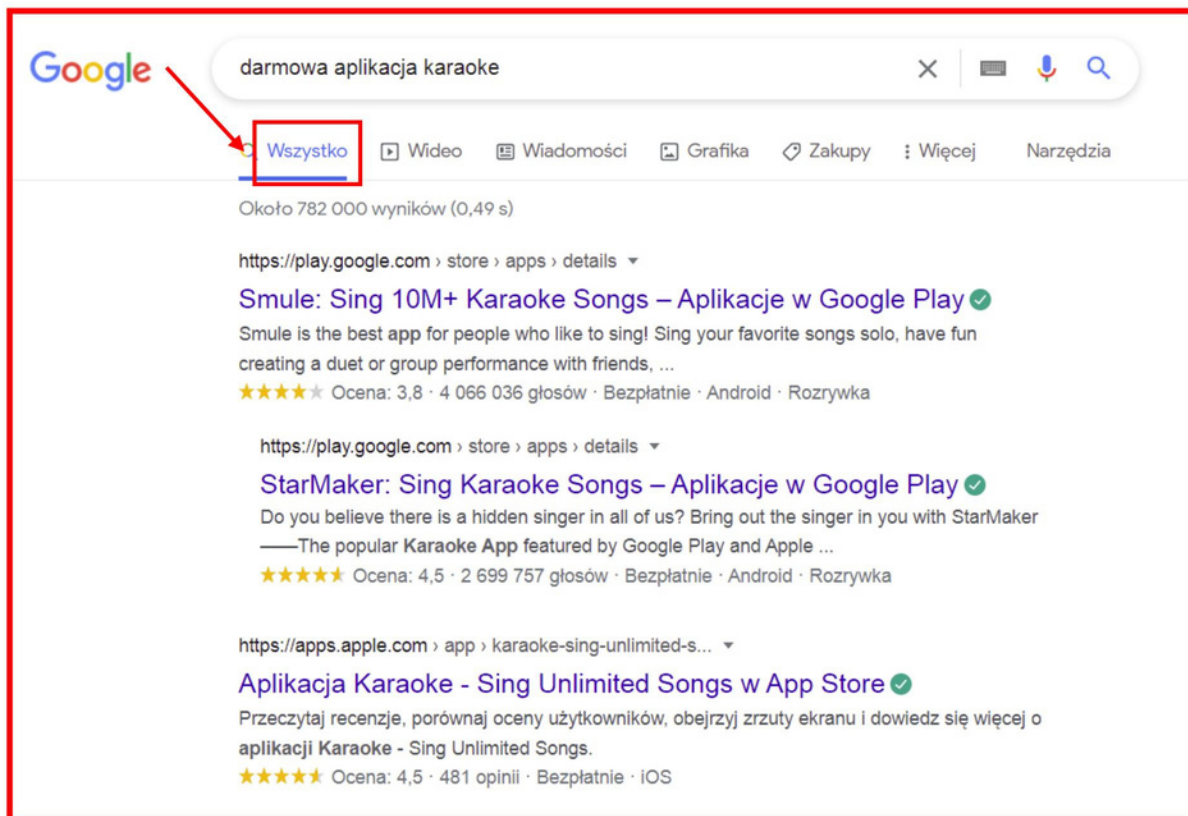 Google
darmowa aplikacja karaoke
Wszystko Wideo Wiadomości Grafika Zakupy Więcej Narzędzia
Około 782 000 wyników (0,49 s)
https://play.google.com › store › apps › details
Smule: Sing 10M+ Karaoke Songs – Aplikacje w Google Play
Smule is the best app for people who like to sing! Sing your favorite songs solo, have fun
creating a duet or group performance with friends, ...
Ocena: 3,8 · 4 066 036 głosów · Bezpłatnie · Android · Rozrywka
https://play.google.com › store › apps › details
StarMaker: Sing Karaoke Songs – Aplikacje w Google Play
Do you believe there is a hidden singer in all of us? Bring out the singer in you with StarMaker
——The popular Karaoke App featured by Google Play and Apple ...
Ocena: 4,5 · 2 699 757 głosów · Bezpłatnie · Android · Rozrywka
https://apps.apple.com › app › karaoke-sing-unlimited-s...
Aplikacja Karaoke - Sing Unlimited Songs w App Store
Przeczytaj recenzje, porównaj oceny użytkowników, obejrzyj zrzuty ekranu i dowiedz się więcej o
aplikacji Karaoke - Sing Unlimited Songs.
Ocena: 4,5 · 481 opinii · Bezpłatnie · iOS